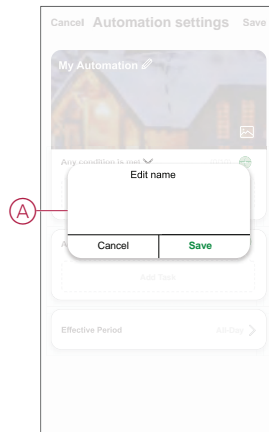 Cancel Automation settings Save
My Automation
Any condition is met
Edit name
A
Cancel Save
A
Add Task
Effective Period All-Day